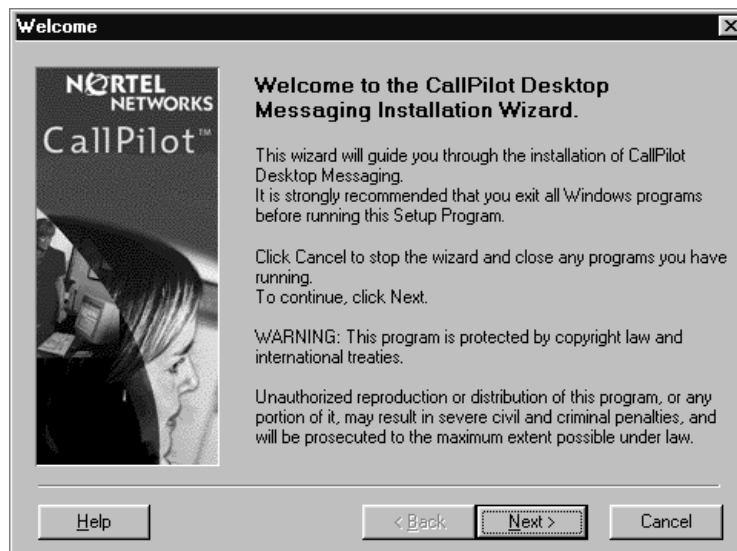 Welcome
NORTEL
NETWORKS
CallPilot™
Welcome to the CallPilot Desktop
Messaging Installation Wizard.
This wizard will guide you through the installation of CallPilot
Desktop Messaging.
It is strongly recommended that you exit all Windows programs
before running this Setup Program.
Click Cancel to stop the wizard and close any programs you have
running.
To continue, click Next.
WARNING: This program is protected by copyright law and
international treaties.
Unauthorized reproduction or distribution of this program, or any
portion of it, may result in severe civil and criminal penalties, and
will be prosecuted to the maximum extent possible under law.
Help
< Back
Next >
Cancel